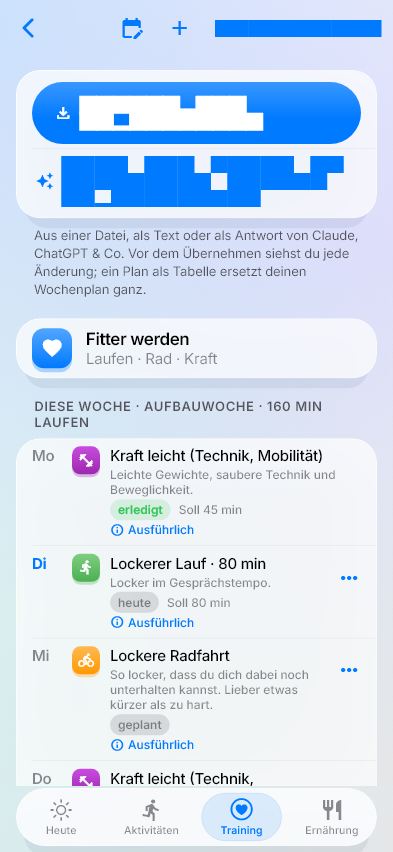 Aus einer Datei, als Text oder als Antwort von Claude,
ChatGPT & Co. Vor dem Übernehmen siehst du jede
Änderung; ein Plan als Tabelle ersetzt deinen
Wochenplan ganz.
Fitter werden
Laufen · Rad · Kraft
DIESE WOCHE · AUFBAUWOCHE · 160 MIN
LAUFEN
Mo
Kraft leicht (Technik, Mobilität)
Leichte Gewichte, saubere Technik und
Beweglichkeit.
erledigt Soll 45 min
Ausführlich
Di
Lockerer Lauf · 80 min
Locker im Gesprächstempo.
heute Soll 80 min
Ausführlich
Mi
Lockere Radfahrt
So locker, dass du dich dabei noch
unterhalten kannst. Lieber etwas
kürzer als zu hart.
geplant
Ausführlich
Do
Kraft leicht (Technik,
Heute Aktivitäten Training Ernährung